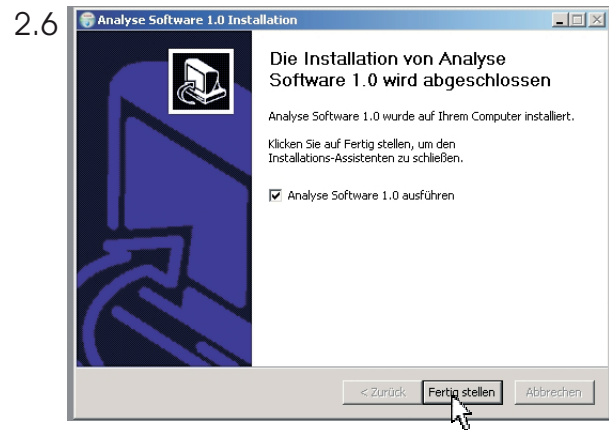 2.6
Analyse Software 1.0 Installation
Die Installation von Analyse
Software 1.0 wird abgeschlossen
Analyse Software 1.0 wurde auf Ihrem Computer installiert.
Klicken Sie auf Fertig stellen, um den
Installations-Assistenten zu schließen.
Analyse Software 1.0 ausführen
< Zurück Fertig stellen Abbrechen